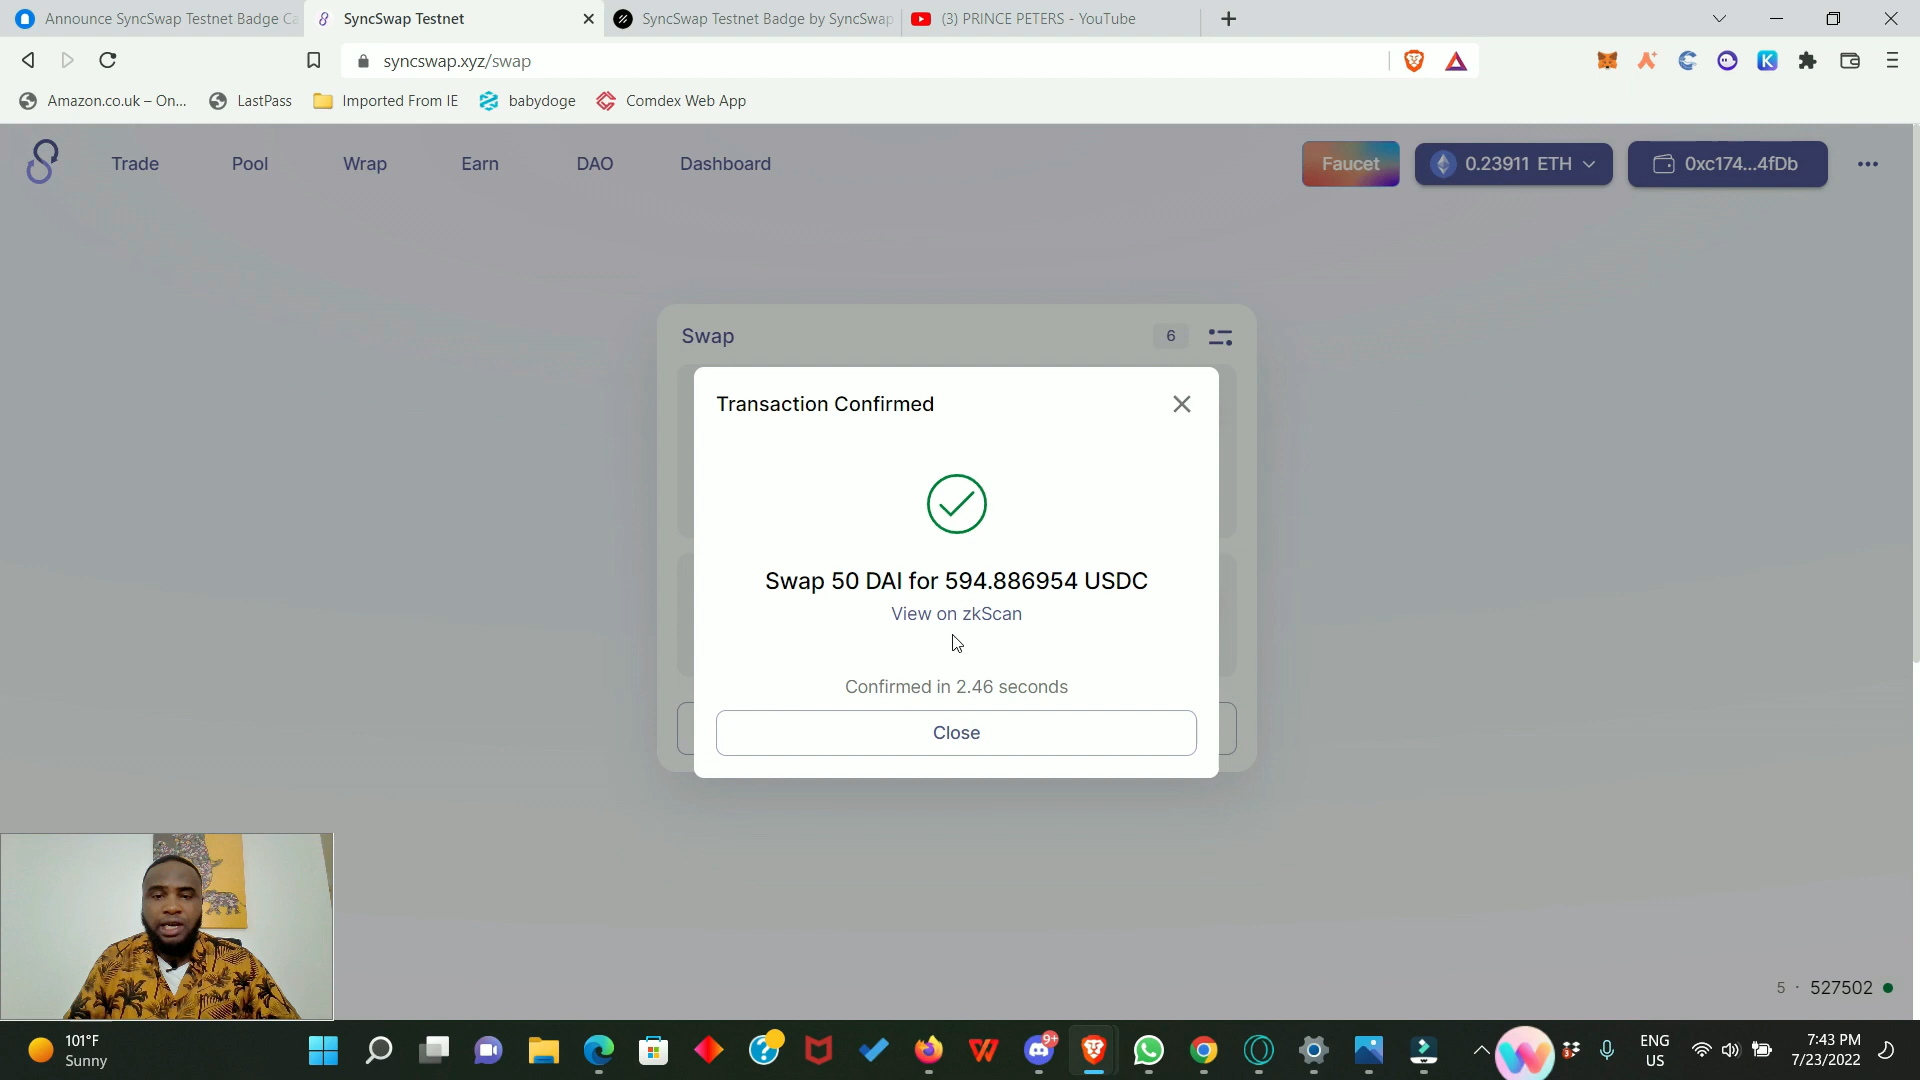 Announce SyncSwap Testnet Badge Ca
SyncSwap Testnet
SyncSwap Testnet Badge by SyncSwap
(3) PRINCE PETERS - YouTube
syncswap.xyz/swap
Amazon.co.uk – On...
LastPass
Imported From IE
babydoge
Comdex Web App
Trade
Pool
Wrap
Earn
DAO
Dashboard
Faucet
0.23911 ETH
0xc174...4fDb
Swap
6
Transaction Confirmed
Swap 50 DAI for 594.886954 USDC
View on zkScan
Confirmed in 2.46 seconds
Close
5 · 527502
101°F
Sunny
9+
ENG
US
7:43 PM
7/23/2022